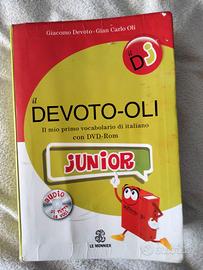 Giacomo Devoto-Gian Carlo Oli
il
DEVOTO-OLI
Il mio primo vocabolario di italiano
con DVD-Rom
JUNIOR
LE MONNIER